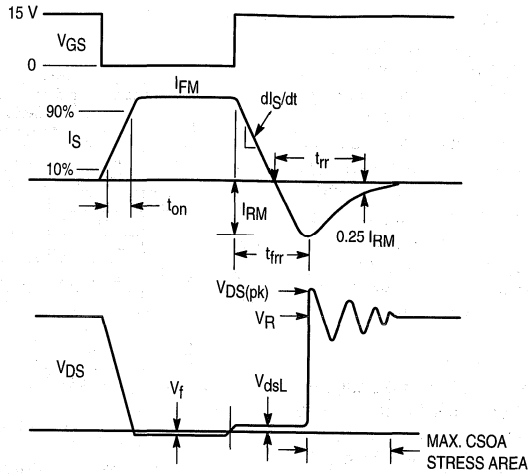 15 V
VGS
0
IFM
90%
dIS/dt
IS
trr
10%
ton
IRM
0.25 IRM
tfrr
VDS(pk)
VR
VDS
Vf
VdsL
MAX. CSOA
STRESS AREA